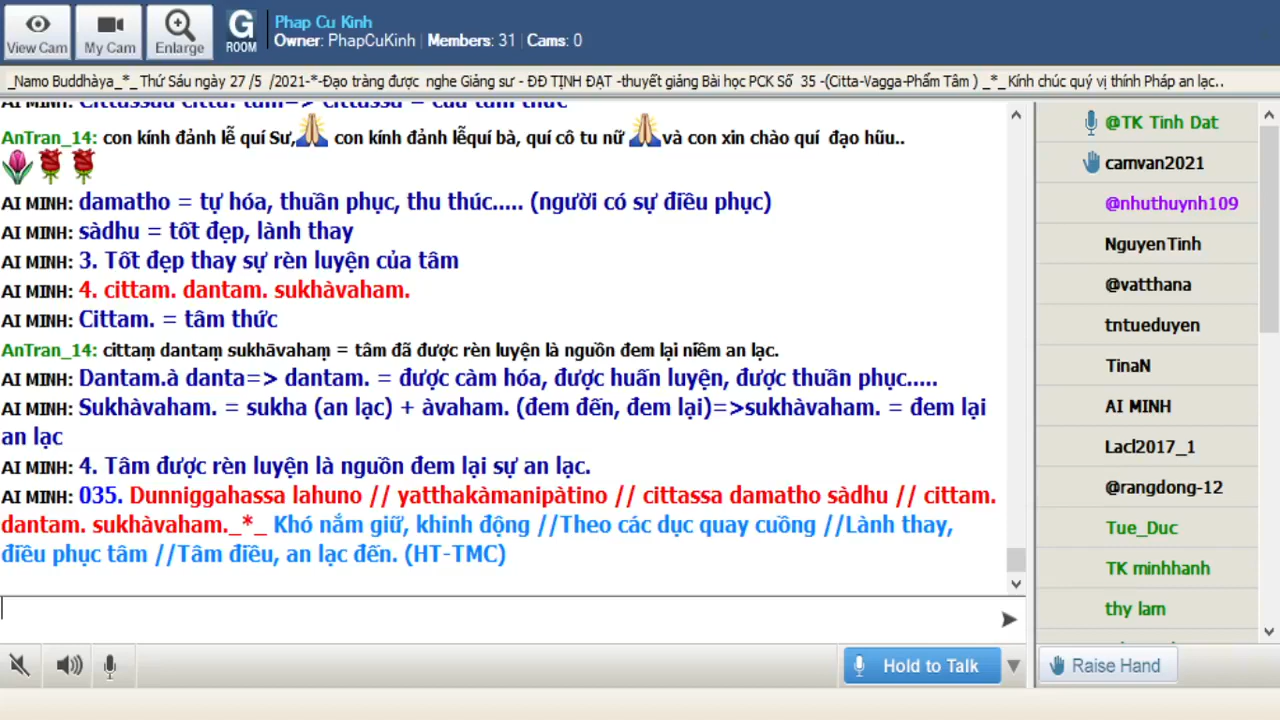 View Cam
My Cam
Enlarge
G
ROOM
Phap Cu Kinh
Owner: PhapCuKinh | Members: 31 | Cams: 0
_Namo Buddhàya_*_Thứ Sáu ngày 27 /5 /2021-*-Đạo tràng được nghe Giảng sư - ĐĐ TỊNH ĐẠT -thuyết giảng Bài học PCK Số 35 -(Citta-Vagga-Phẩm Tâm ) _*_Kính chúc quý vị thính Pháp an lạc..
AnTran_14: con kính đảnh lễ quí Sư, con kính đảnh lễquí bà, quí cô tu nữ và con xin chào quí đạo hữu..
AI MINH: damatho = tự hóa, thuần phục, thu thúc..... (người có sự điều phục)
AI MINH: sàdhu = tốt đẹp, lành thay
AI MINH: 3. Tốt đẹp thay sự rèn luyện của tâm
AI MINH: 4. cittam. dantam. sukhàvaham.
AI MINH: Cittam. = tâm thức
AnTran_14: cittaṃ dantaṃ sukhāvahaṃ = tâm đã được rèn luyện là nguồn đem lại niềm an lạc.
AI MINH: Dantam.à danta=> dantam. = được càm hóa, được huấn luyện, được thuần phục.....
AI MINH: Sukhàvaham. = sukha (an lạc) + àvaham. (đem đến, đem lại)=>sukhàvaham. = đem lại
an lạc
AI MINH: 4. Tâm được rèn luyện là nguồn đem lại sự an lạc.
AI MINH: 035. Dunniggahassa lahuno // yatthakàmanipàtino // cittassa damatho sàdhu // cittam.
dantam. sukhàvaham._*_ Khó nắm giữ, khinh động //Theo các dục quay cuồng //Lành thay,
điều phục tâm //Tâm điều, an lạc đến. (HT-TMC)
@TK Tinh Dat
camvan2021
@nhuthuynh109
NguyenTinh
@vatthana
tntueduyen
TinaN
AI MINH
Lacl2017_1
@rangdong-12
Tue_Duc
TK minhhanh
thy lam
Hold to Talk
Raise Hand